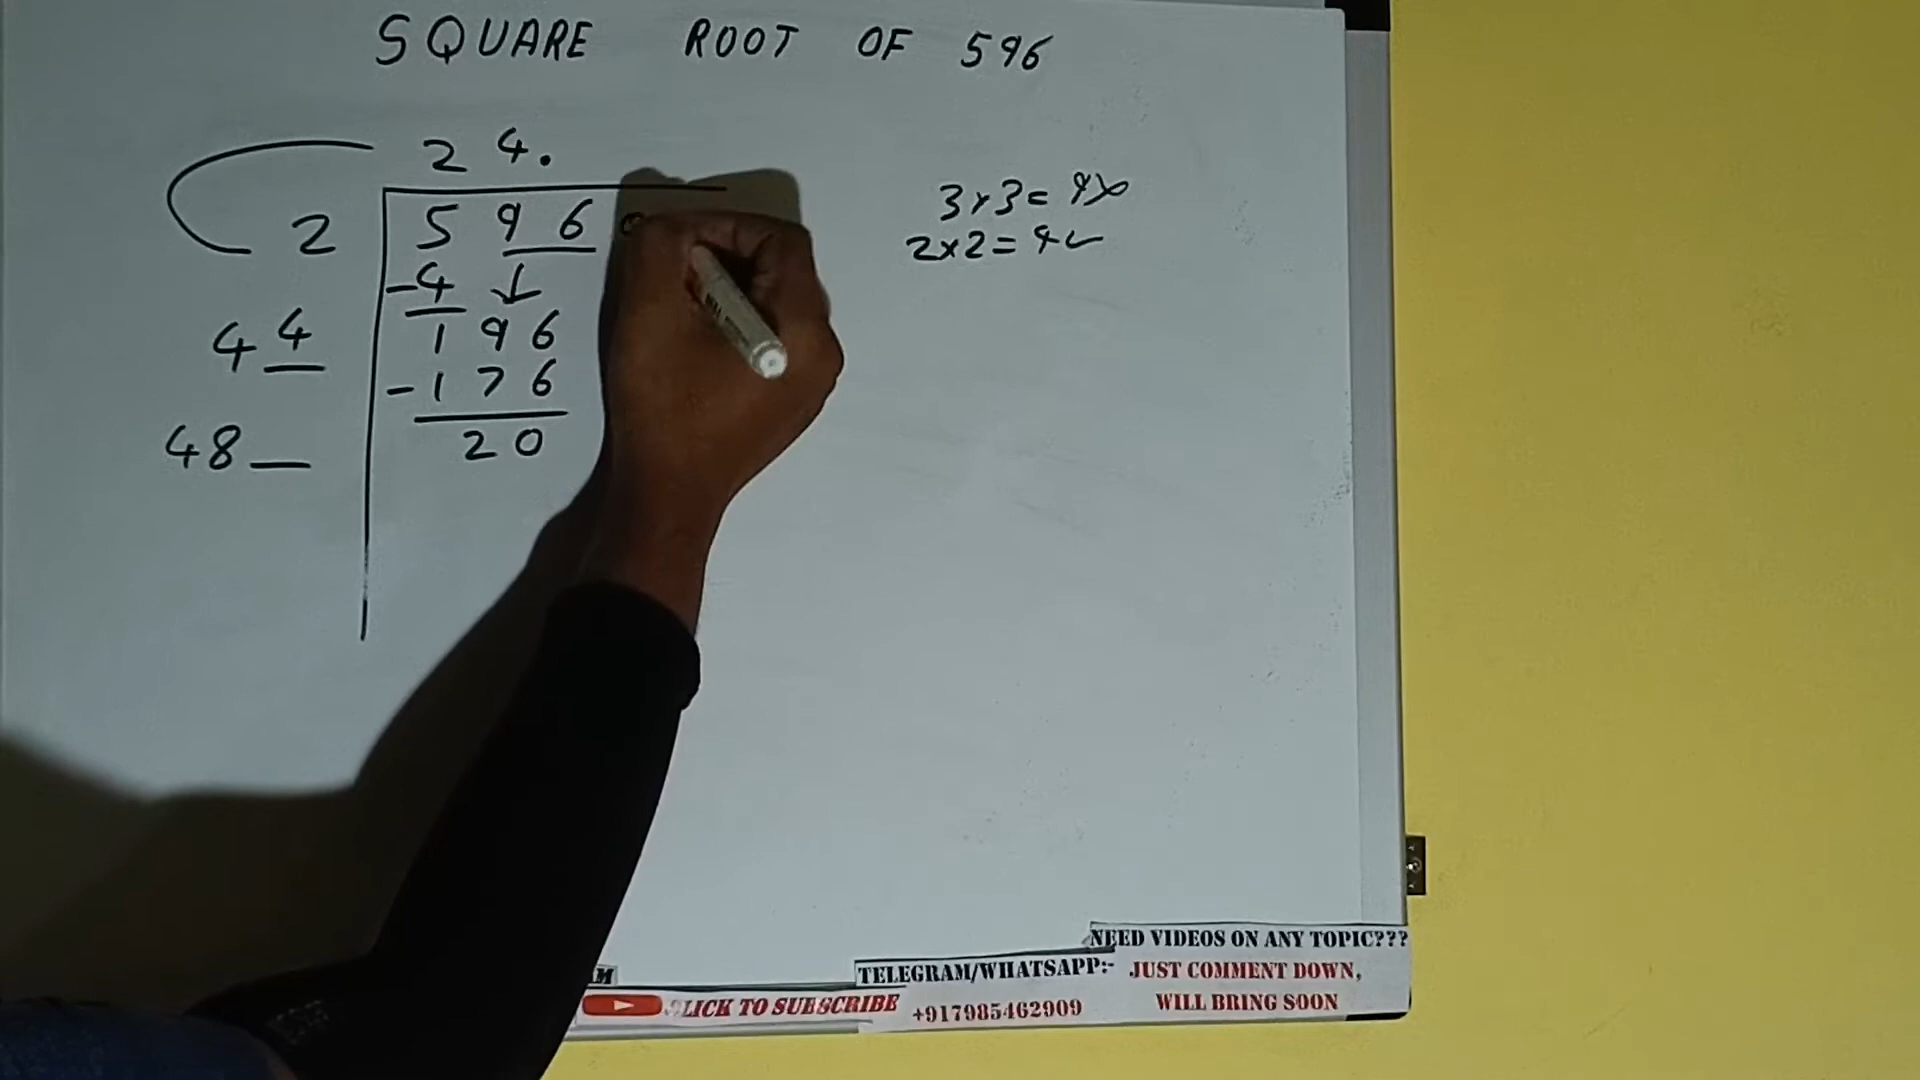 SQUARE ROOT OF 596
2 4.
2 5 9 6
3×3=9×
2×2=4✓
-4 ↓
4 4 1 9 6
-1 7 6
48_ 2 0
NEED VIDEOS ON ANY TOPIC???
TELEGRAM/WHATSAPP:- JUST COMMENT DOWN,
CLICK TO SUBSCRIBE +917985462909 WILL BRING SOON